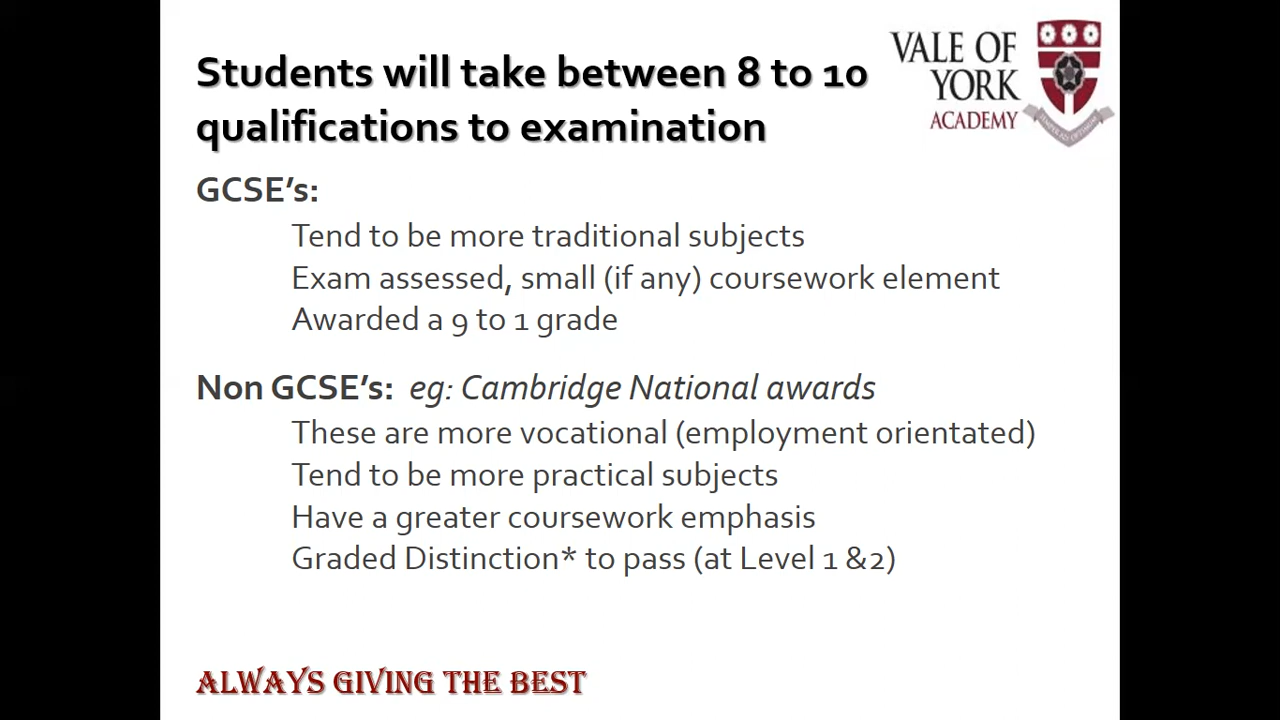 Students will take between 8 to 10
qualifications to examination
VALE OF
YORK
ACADEMY
GCSE's:
Tend to be more traditional subjects
Exam assessed, small (if any) coursework element
Awarded a 9 to 1 grade
Non GCSE's: eg: Cambridge National awards
These are more vocational (employment orientated)
Tend to be more practical subjects
Have a greater coursework emphasis
Graded Distinction* to pass (at Level 1 &2)
ALWAYS GIVING THE BEST